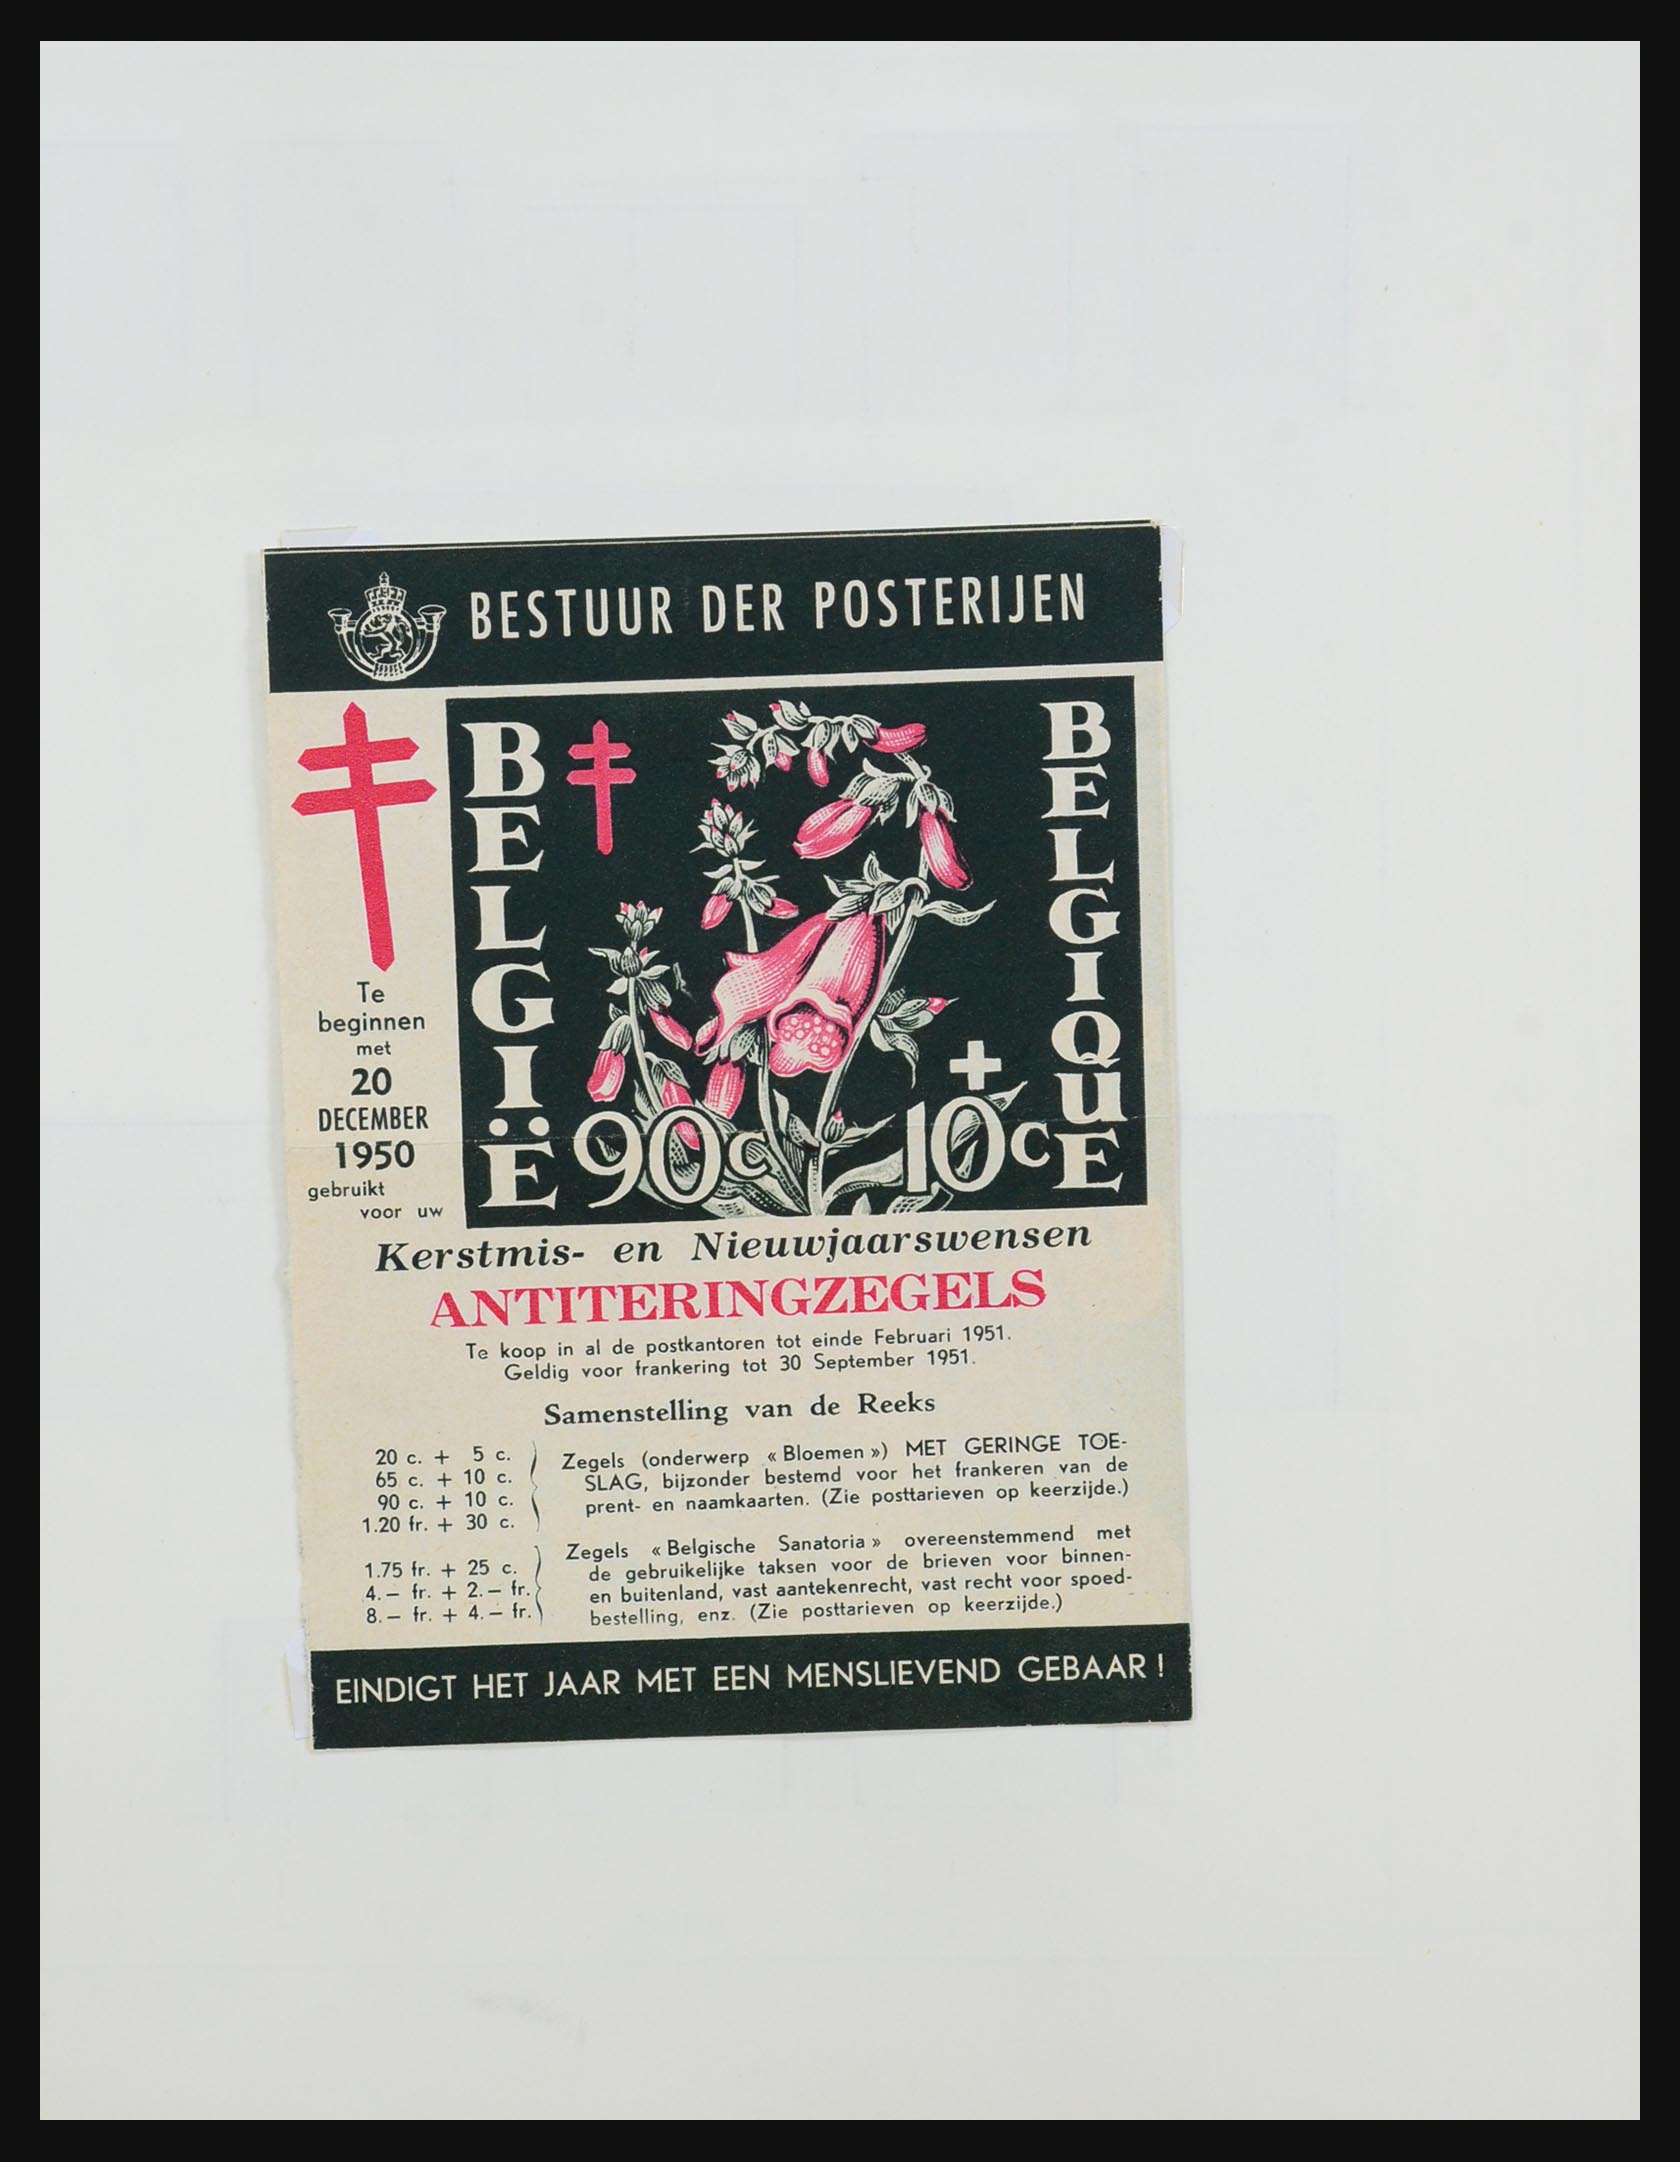 BESTUUR DER POSTERIJEN
BELGIË
BELGIQUE
90c
+
10c
Te
beginnen
met
20
DECEMBER
1950
gebruikt
voor uw
Kerstmis- en Nieuwjaarswensen
ANTITERINGZEGELS
Te koop in al de postkantoren tot einde Februari 1951.
Geldig voor frankering tot 30 September 1951.
Samenstelling van de Reeks
20 c. + 5 c.
65 c. + 10 c.
90 c. + 10 c.
1.20 fr. + 30 c.
Zegels (onderwerp « Bloemen ») MET GERINGE TOE-
SLAG, bijzonder bestemd voor het frankeren van de
prent- en naamkaarten. (Zie posttarieven op keerzijde.)
1.75 fr. + 25 c.
4.— fr. + 2.— fr.
8.— fr. + 4.— fr.
Zegels « Belgische Sanatoria » overeenstemmend met
de gebruikelijke taksen voor de brieven voor binnen-
en buitenland, vast aantekenrecht, vast recht voor spoed-
bestelling, enz. (Zie posttarieven op keerzijde.)
EINDIGT HET JAAR MET EEN MENSLIEVEND GEBAAR !